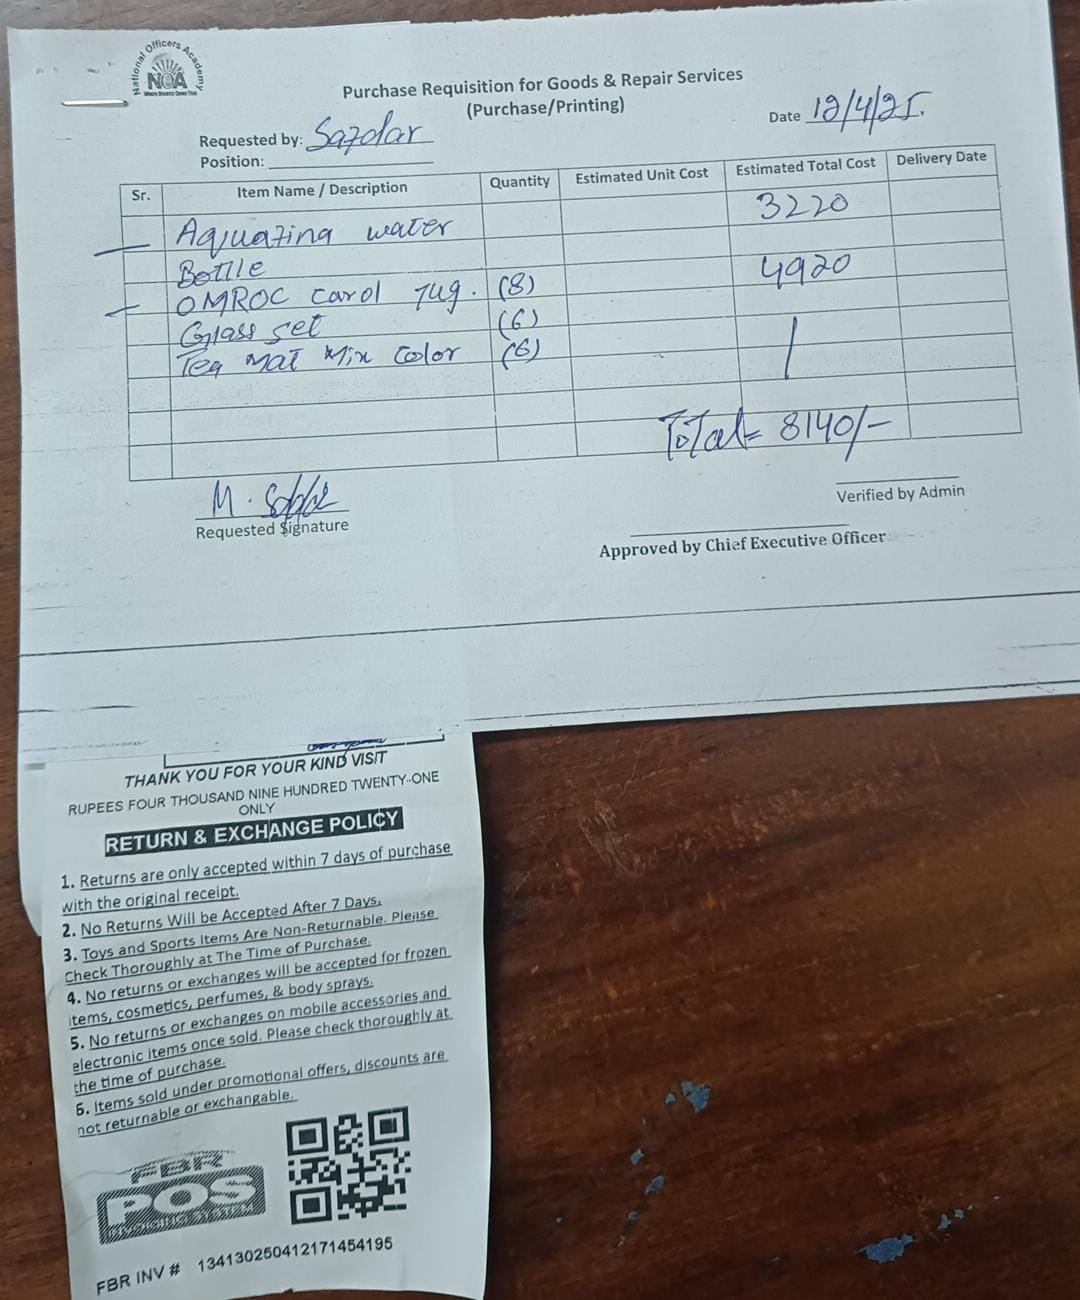 National Officers Academy
NOA
Where Dreams Come True
Purchase Requisition for Goods & Repair Services
(Purchase/Printing)
Requested by: Safdar
Date 12/4/25.
Position:
Sr. Item Name / Description Quantity Estimated Unit Cost Estimated Total Cost Delivery Date
Aquafina water 3220
Bottle
OMROC Carol Jug. (8) 4920
Glass set (6)
Tea Mat Mix Color (6)
Total= 8140/-
M. Safdar
Requested Signature
Verified by Admin
Approved by Chief Executive Officer
THANK YOU FOR YOUR KIND VISIT
RUPEES FOUR THOUSAND NINE HUNDRED TWENTY-ONE
ONLY
RETURN & EXCHANGE POLICY
1. Returns are only accepted within 7 days of purchase
with the original receipt.
2. No Returns Will be Accepted After 7 Days.
3. Toys and Sports Items Are Non-Returnable. Please
Check Thoroughly at The Time of Purchase.
4. No returns or exchanges will be accepted for frozen
items, cosmetics, perfumes, & body sprays.
5. No returns or exchanges on mobile accessories and
electronic items once sold. Please check thoroughly at
the time of purchase.
6. Items sold under promotional offers, discounts are
not returnable or exchangable.
FBR
POS
INVOICING SYSTEM
FBR INV # 134130250412171454195